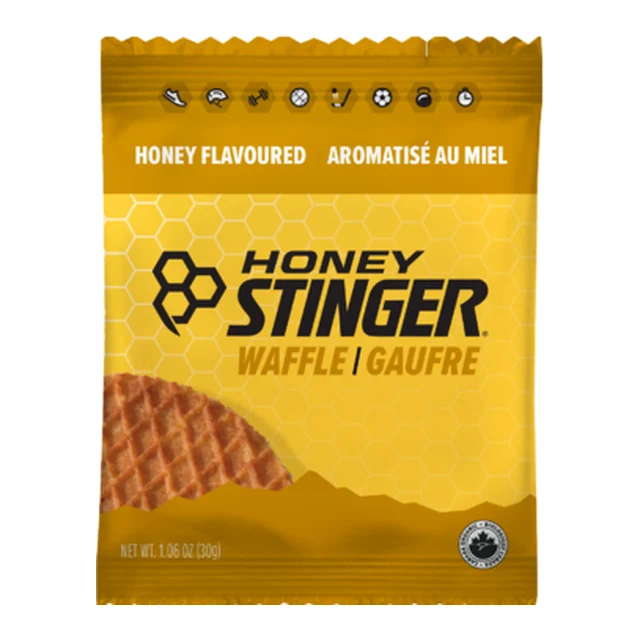 HONEY FLAVOURED AROMATISÉ AU MIEL
HONEY
STINGER®
WAFFLE | GAUFRE
NET WT. 1.06 OZ (30g)